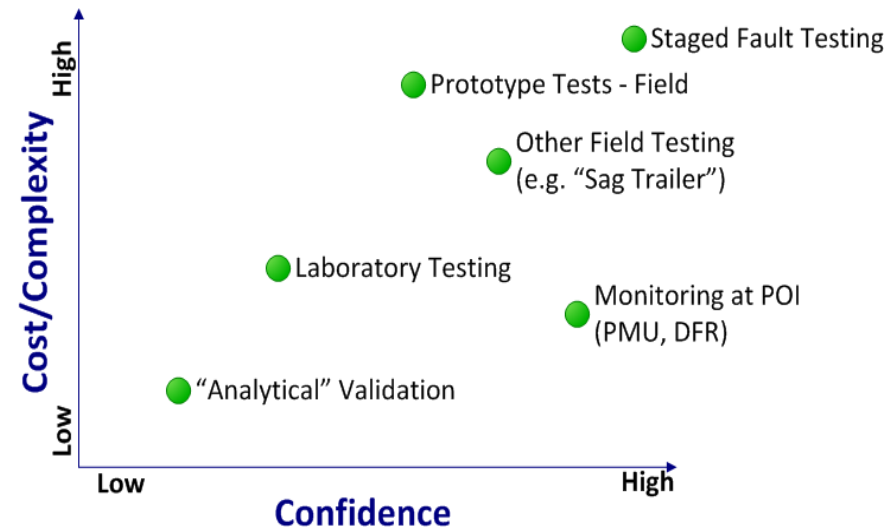 High
Staged Fault Testing
Prototype Tests - Field
Other Field Testing
(e.g. “Sag Trailer”)
Cost/Complexity
Laboratory Testing
Monitoring at POI
(PMU, DFR)
“Analytical” Validation
Low
Low
High
Confidence